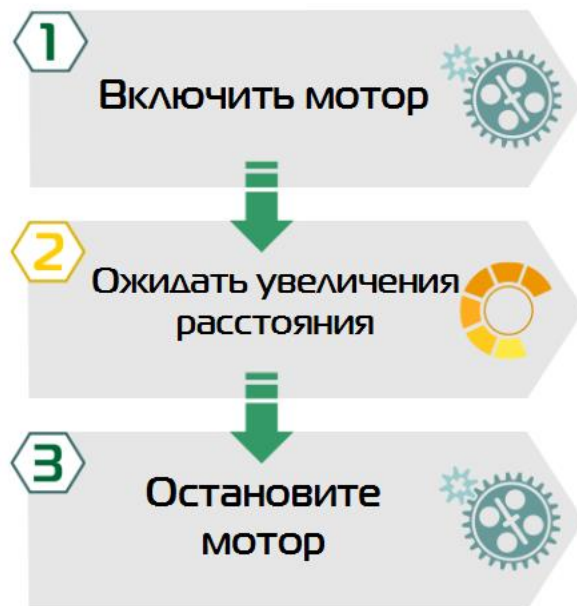 1
Включить мотор
2
Ожидать увеличения
расстояния
3
Остановите
мотор